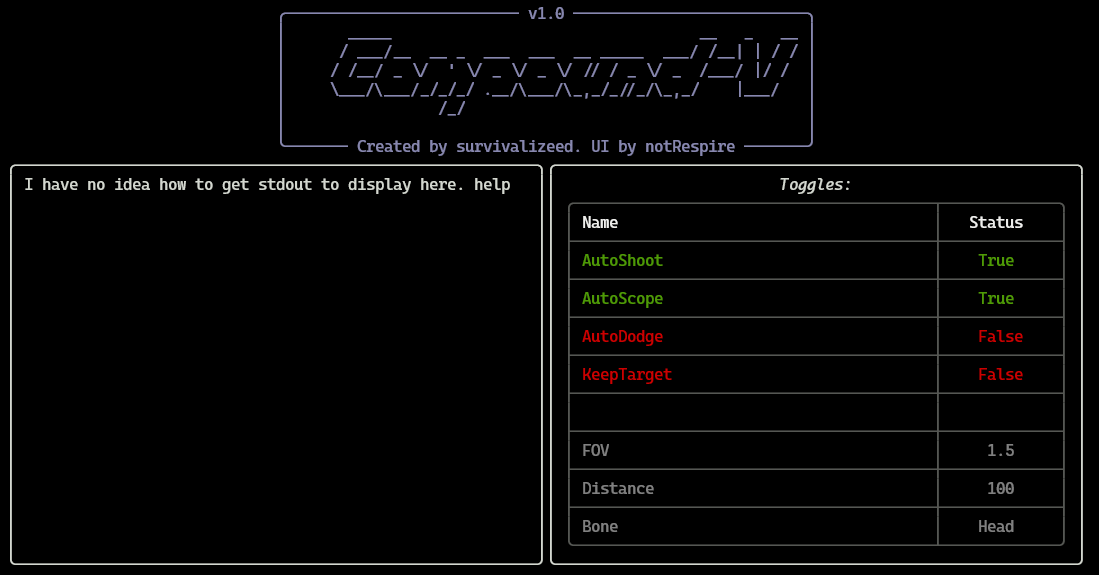 v1.0
Compound-V
Created by survivalizeed. UI by notRespire
I have no idea how to get stdout to display here. help
Toggles:
Name Status
AutoShoot True
AutoScope True
AutoDodge False
KeepTarget False
FOV 1.5
Distance 100
Bone Head